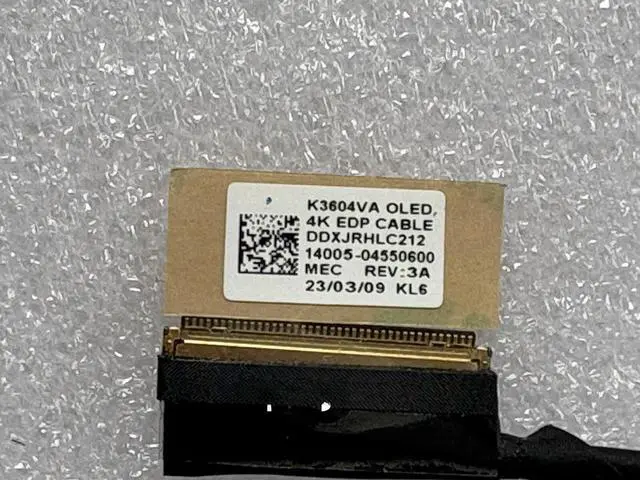 K3604VA OLED,
4K EDP CABLE
DDXJRHLC212
14005-04550600
MEC REV:3A
23/03/09 KL6